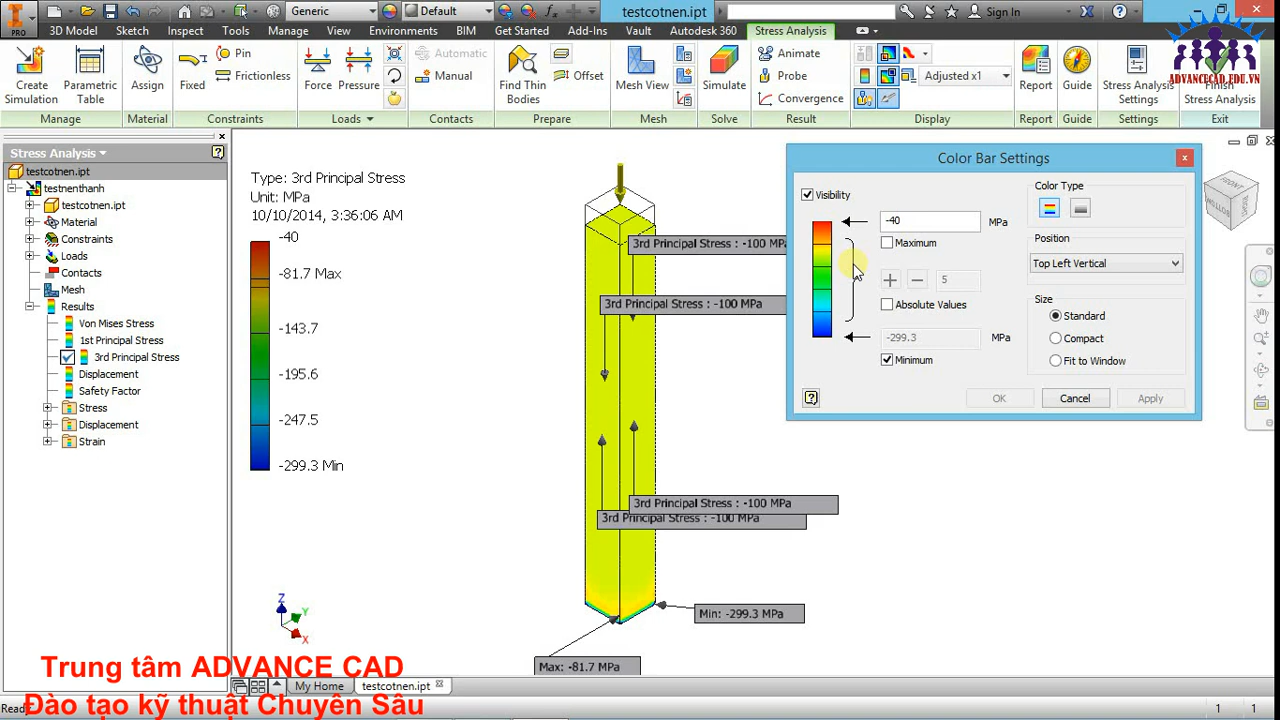 PRO
Generic
Default
testcotnen.ipt
Sign In
3D Model
Sketch
Inspect
Tools
Manage
View
Environments
BIM
Get Started
Add-Ins
Vault
Autodesk 360
Stress Analysis
ADVANCECAD.EDU.VN
Create
Simulation
Parametric
Table
Assign
Fixed
Pin
Frictionless
Force
Pressure
Automatic
Manual
Find Thin
Bodies
Offset
Mesh View
Simulate
Animate
Probe
Convergence
Adjusted x1
Report
Guide
Stress Analysis
Settings
Finish
Stress Analysis
Manage
Material
Constraints
Loads
Contacts
Prepare
Mesh
Solve
Result
Display
Report
Guide
Settings
Exit
Stress Analysis
testcotnen.ipt
testnenthanh
testcotnen.ipt
Material
Constraints
Loads
Contacts
Mesh
Results
Von Mises Stress
1st Principal Stress
3rd Principal Stress
Displacement
Safety Factor
Stress
Displacement
Strain
Type: 3rd Principal Stress
Unit: MPa
10/10/2014, 3:36:06 AM
-40
-81.7 Max
-143.7
-195.6
-247.5
-299.3 Min
3rd Principal Stress : -100 MPa
3rd Principal Stress : -100 MPa
3rd Principal Stress : -100 MPa
3rd Principal Stress : -100 MPa
Min: -299.3 MPa
Max: -81.7 MPa
Z
Y
X
Color Bar Settings
Visibility
-40
MPa
Maximum
5
Absolute Values
-299.3
MPa
Minimum
Color Type
Position
Top Left Vertical
Size
Standard
Compact
Fit to Window
OK
Cancel
Apply
FRONT
BOTTOM
Trung tâm ADVANCE CAD
Đào tạo kỹ thuật Chuyên Sâu
My Home
testcotnen.ipt
Ready
1
1